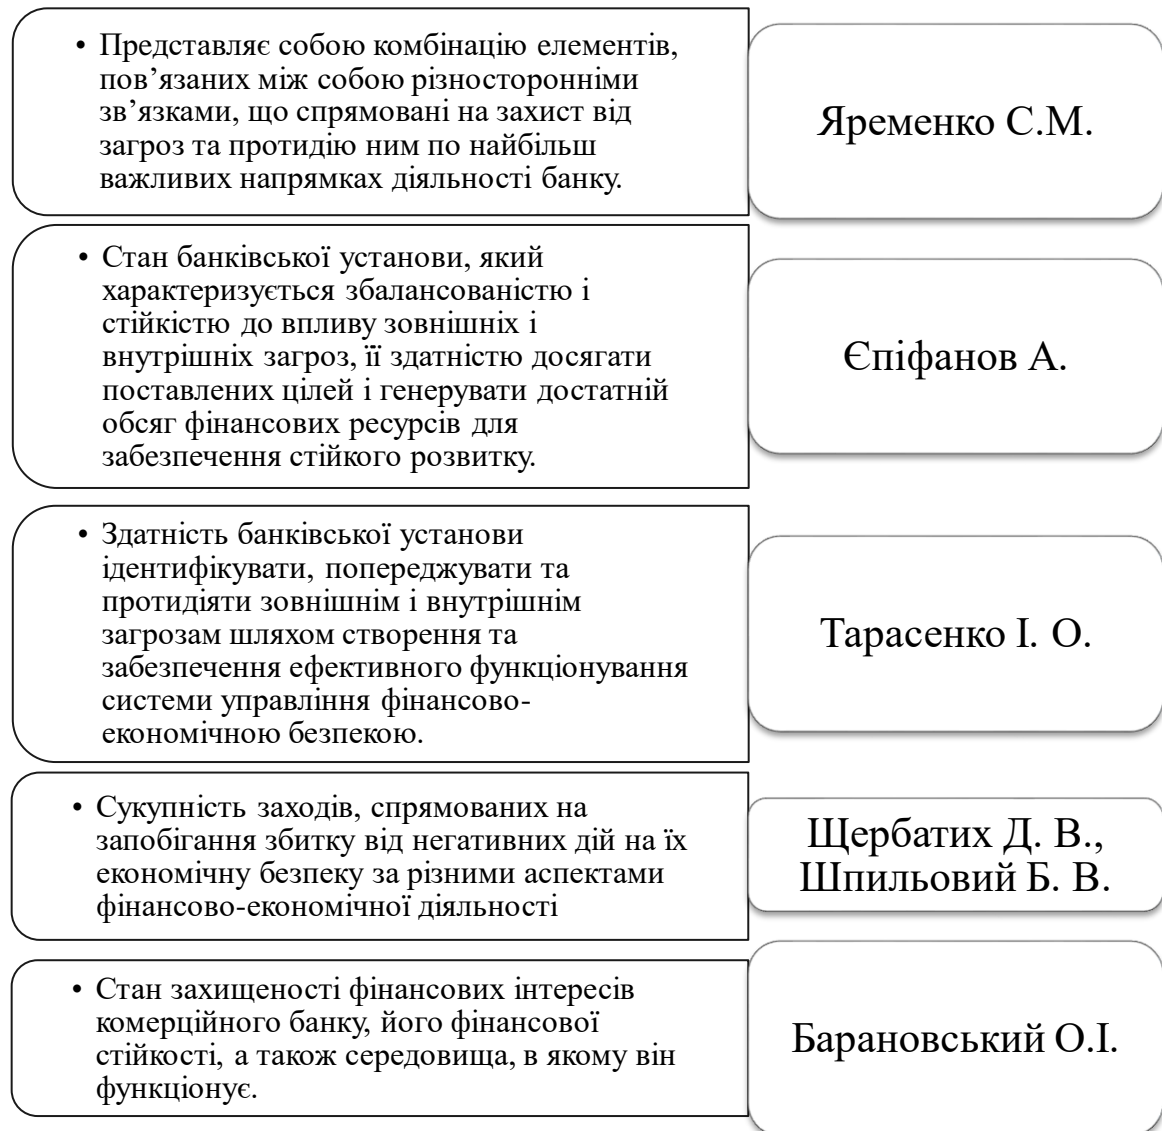 • Представляє собою комбінацію елементів,
пов’язаних між собою різносторонніми
зв’язками, що спрямовані на захист від
загроз та протидію ним по найбільш
важливих напрямках діяльності банку.
Яременко С.М.
• Стан банківської установи, який
характеризується збалансованістю і
стійкістю до впливу зовнішніх і
внутрішніх загроз, її здатністю досягати
поставлених цілей і генерувати достатній
обсяг фінансових ресурсів для
забезпечення стійкого розвитку.
Єпіфанов А.
• Здатність банківської установи
ідентифікувати, попереджувати та
протидіяти зовнішнім і внутрішнім
загрозам шляхом створення та
забезпечення ефективного функціонування
системи управління фінансово-
економічною безпекою.
Тарасенко І. О.
• Сукупність заходів, спрямованих на
запобігання збитку від негативних дій на їх
економічну безпеку за різними аспектами
фінансово-економічної діяльності
Щербатих Д. В.,
Шпильовий Б. В.
• Стан захищеності фінансових інтересів
комерційного банку, його фінансової
стійкості, а також середовища, в якому він
функціонує.
Барановський О.І.